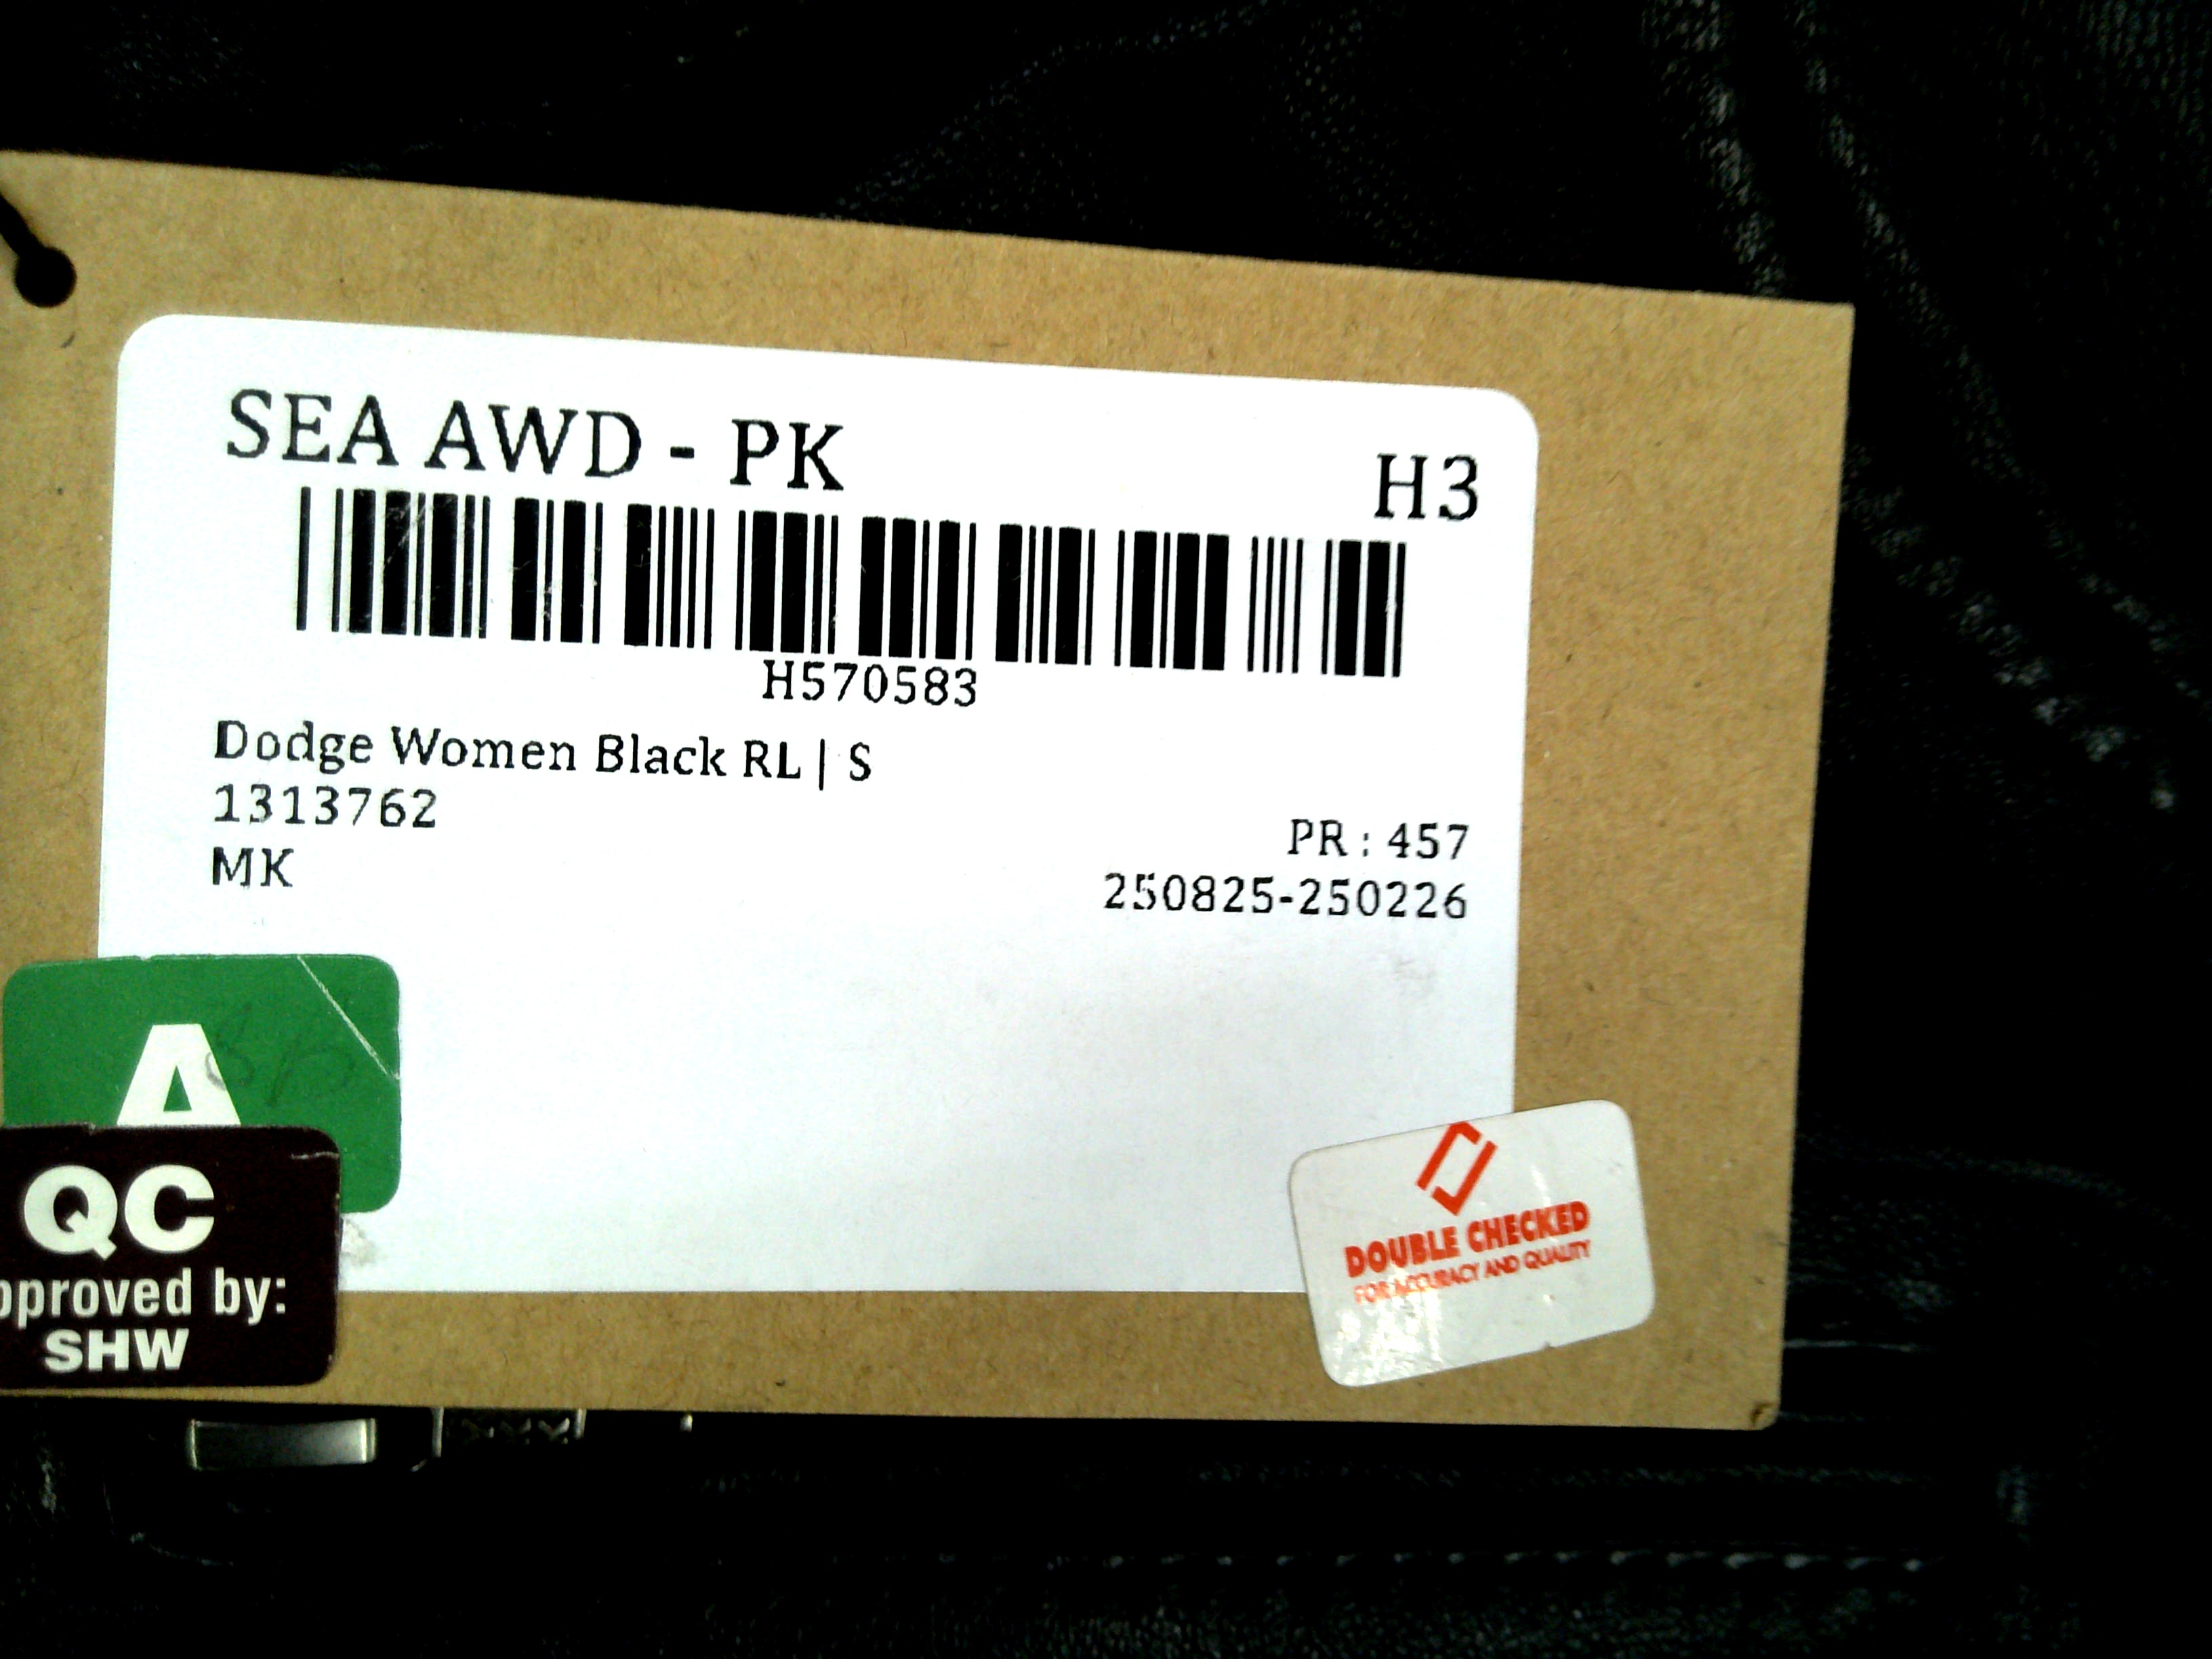 SEA AWD - PK
H3
H570583
Dodge Women Black RL | S
1313762
PR : 457
MK
250825-250226
A
QC
pproved by:
SHW
DOUBLE CHECKED
FOR ACCURACY AND QUALITY